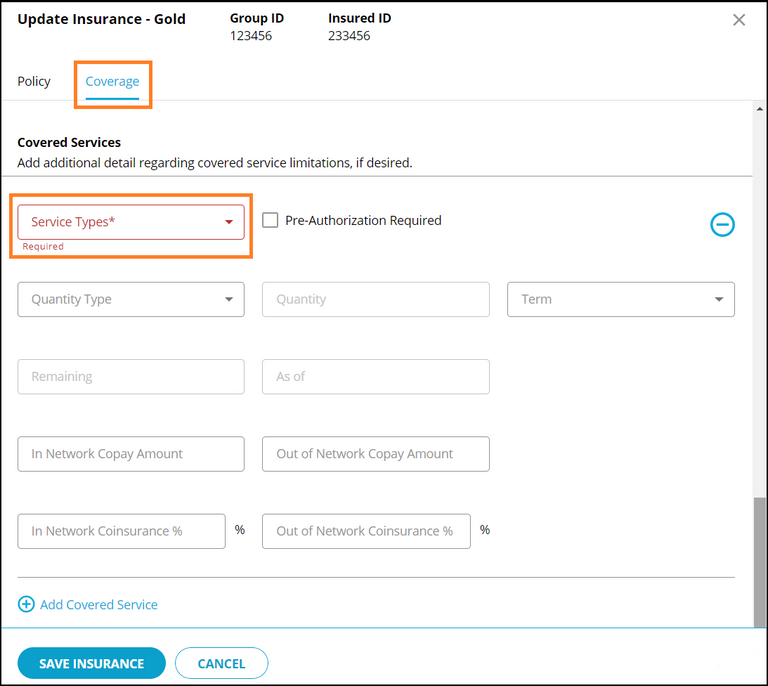 Update Insurance - Gold
Group ID
Insured ID
123456
233456
Policy
Coverage
Covered Services
Add additional detail regarding covered service limitations, if desired.
Service Types*
Required
Pre-Authorization Required
Quantity Type
Quantity
Term
Remaining
As of
In Network Copay Amount
Out of Network Copay Amount
In Network Coinsurance %
%
Out of Network Coinsurance %
%
Add Covered Service
SAVE INSURANCE
CANCEL